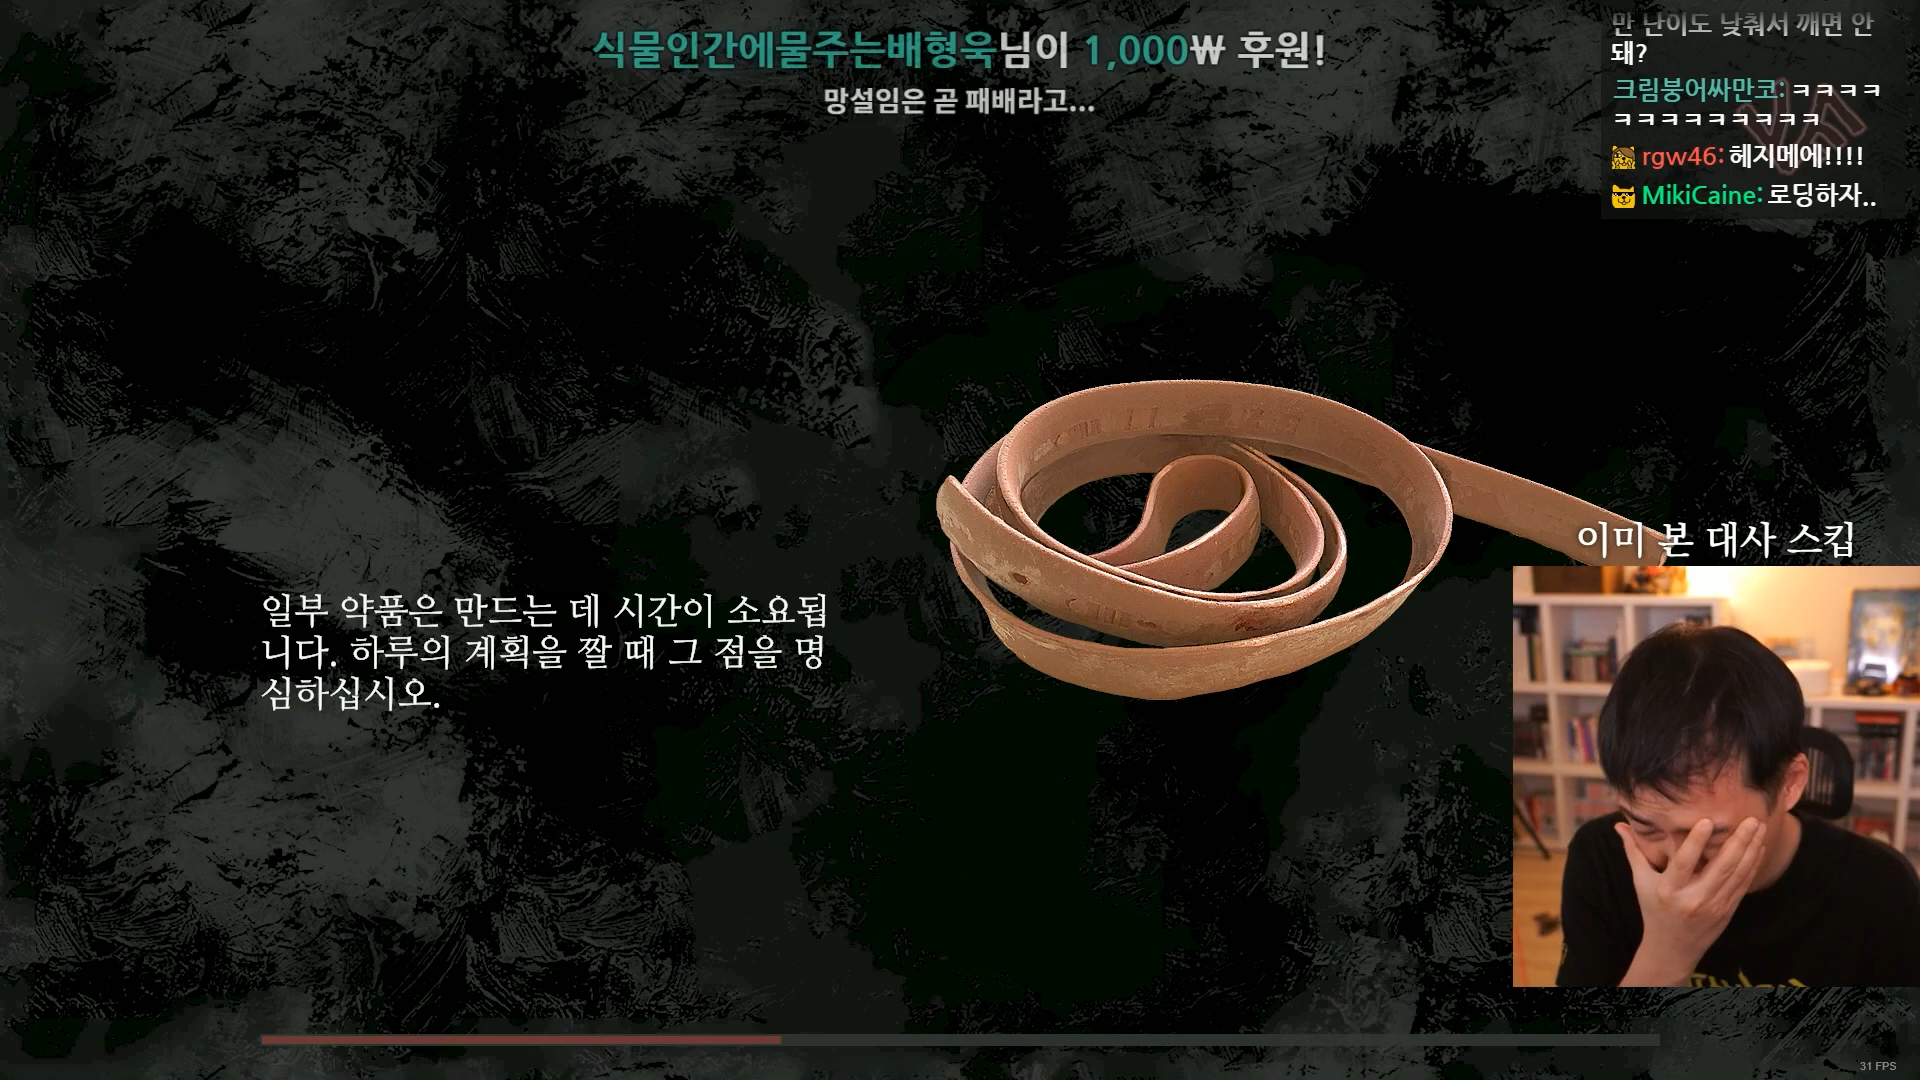 식물인간에물주는배형욱님이 1,000₩ 후원!
망설임은 곧 패배라고...
만 난이도 낮춰서 깨면 안
돼?
크림붕어싸만코: ㅋㅋㅋㅋ
ㅋㅋㅋㅋㅋㅋㅋㅋㅋ
rgw46: 헤지메에!!!!
MikiCaine: 로딩하자..
이미 본 대사 스킵
일부 약품은 만드는 데 시간이 소요됩
니다. 하루의 계획을 짤 때 그 점을 명
심하십시오.
31 FPS